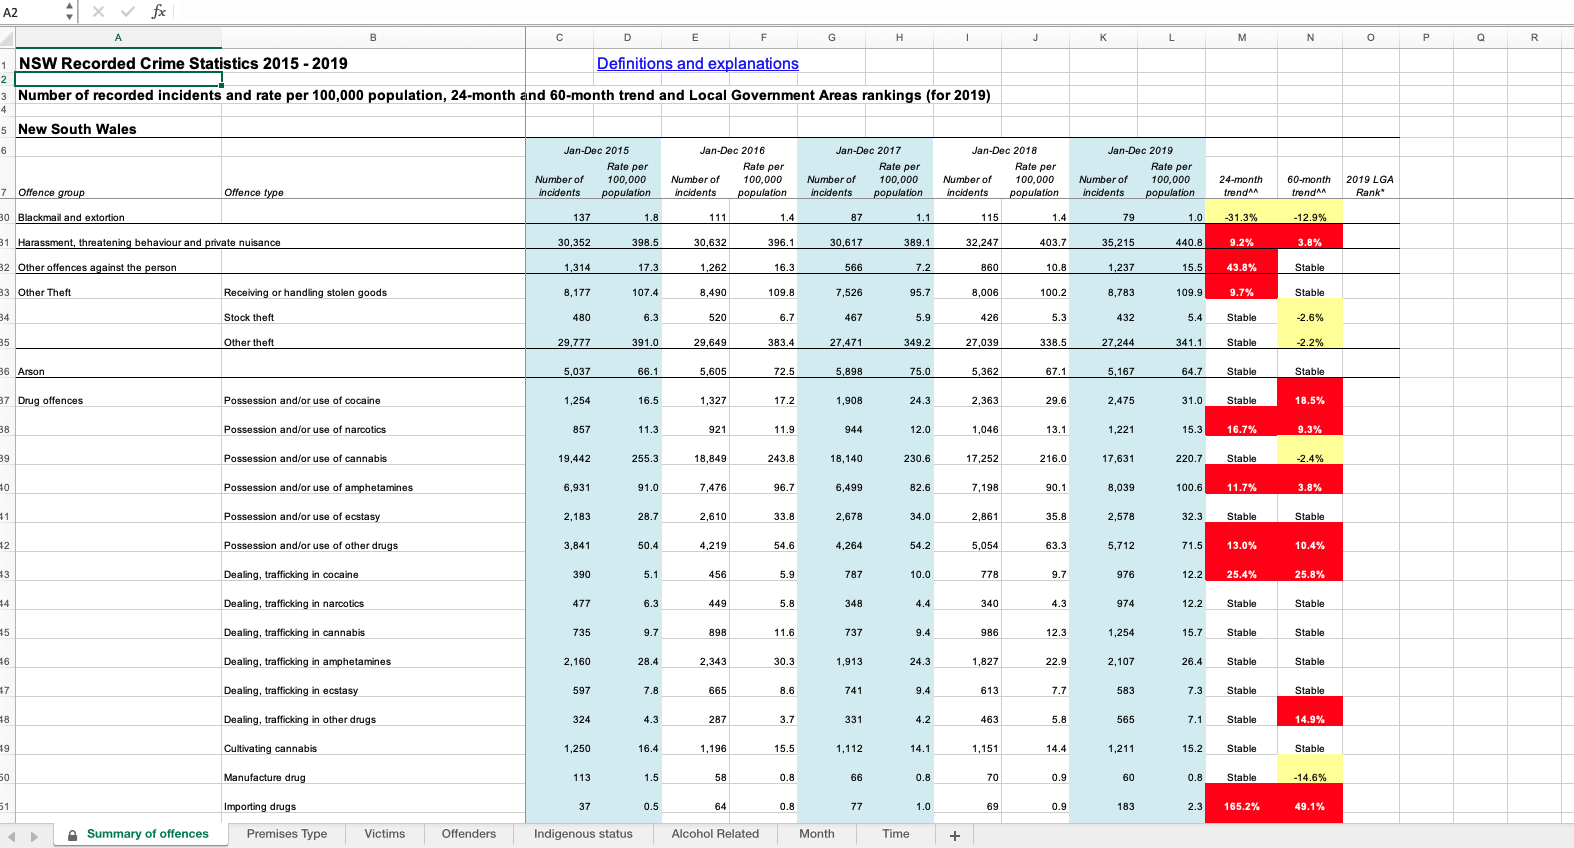 A2 fx
A B C D E F G H I J K L M N O P Q R
1 NSW Recorded Crime Statistics 2015 - 2019 Definitions and explanations
2
3 Number of recorded incidents and rate per 100,000 population, 24-month and 60-month trend and Local Government Areas rankings (for 2019)
4
5 New South Wales
6 Jan-Dec 2015 Jan-Dec 2016 Jan-Dec 2017 Jan-Dec 2018 Jan-Dec 2019
Rate per Rate per Rate per Rate per Rate per
Number of 100,000 Number of 100,000 Number of 100,000 Number of 100,000 Number of 100,000 24-month 60-month 2019 LGA
7 Offence group Offence type incidents population incidents population incidents population incidents population incidents population trend^^ trend^^ Rank*
30 Blackmail and extortion 137 1.8 111 1.4 87 1.1 115 1.4 79 1.0 -31.3% -12.9%
31 Harassment, threatening behaviour and private nuisance 30,352 398.5 30,632 396.1 30,617 389.1 32,247 403.7 35,215 440.8 9.2% 3.8%
32 Other offences against the person 1,314 17.3 1,262 16.3 566 7.2 860 10.8 1,237 15.5 43.8% Stable
33 Other Theft Receiving or handling stolen goods 8,177 107.4 8,490 109.8 7,526 95.7 8,006 100.2 8,783 109.9 9.7% Stable
34 Stock theft 480 6.3 520 6.7 467 5.9 426 5.3 432 5.4 Stable -2.6%
35 Other theft 29,777 391.0 29,649 383.4 27,471 349.2 27,039 338.5 27,244 341.1 Stable -2.2%
36 Arson 5,037 66.1 5,605 72.5 5,898 75.0 5,362 67.1 5,167 64.7 Stable Stable
37 Drug offences Possession and/or use of cocaine 1,254 16.5 1,327 17.2 1,908 24.3 2,363 29.6 2,475 31.0 Stable 18.5%
38 Possession and/or use of narcotics 857 11.3 921 11.9 944 12.0 1,046 13.1 1,221 15.3 16.7% 9.3%
39 Possession and/or use of cannabis 19,442 255.3 18,849 243.8 18,140 230.6 17,252 216.0 17,631 220.7 Stable -2.4%
40 Possession and/or use of amphetamines 6,931 91.0 7,476 96.7 6,499 82.6 7,198 90.1 8,039 100.6 11.7% 3.8%
41 Possession and/or use of ecstasy 2,183 28.7 2,610 33.8 2,678 34.0 2,861 35.8 2,578 32.3 Stable Stable
42 Possession and/or use of other drugs 3,841 50.4 4,219 54.6 4,264 54.2 5,054 63.3 5,712 71.5 13.0% 10.4%
43 Dealing, trafficking in cocaine 390 5.1 456 5.9 787 10.0 778 9.7 976 12.2 25.4% 25.8%
44 Dealing, trafficking in narcotics 477 6.3 449 5.8 348 4.4 340 4.3 974 12.2 Stable Stable
45 Dealing, trafficking in cannabis 735 9.7 898 11.6 737 9.4 986 12.3 1,254 15.7 Stable Stable
46 Dealing, trafficking in amphetamines 2,160 28.4 2,343 30.3 1,913 24.3 1,827 22.9 2,107 26.4 Stable Stable
47 Dealing, trafficking in ecstasy 597 7.8 665 8.6 741 9.4 613 7.7 583 7.3 Stable Stable
48 Dealing, trafficking in other drugs 324 4.3 287 3.7 331 4.2 463 5.8 565 7.1 Stable 14.9%
49 Cultivating cannabis 1,250 16.4 1,196 15.5 1,112 14.1 1,151 14.4 1,211 15.2 Stable Stable
50 Manufacture drug 113 1.5 58 0.8 66 0.8 70 0.9 60 0.8 Stable -14.6%
51 Importing drugs 37 0.5 64 0.8 77 1.0 69 0.9 183 2.3 165.2% 49.1%
Summary of offences Premises Type Victims Offenders Indigenous status Alcohol Related Month Time +